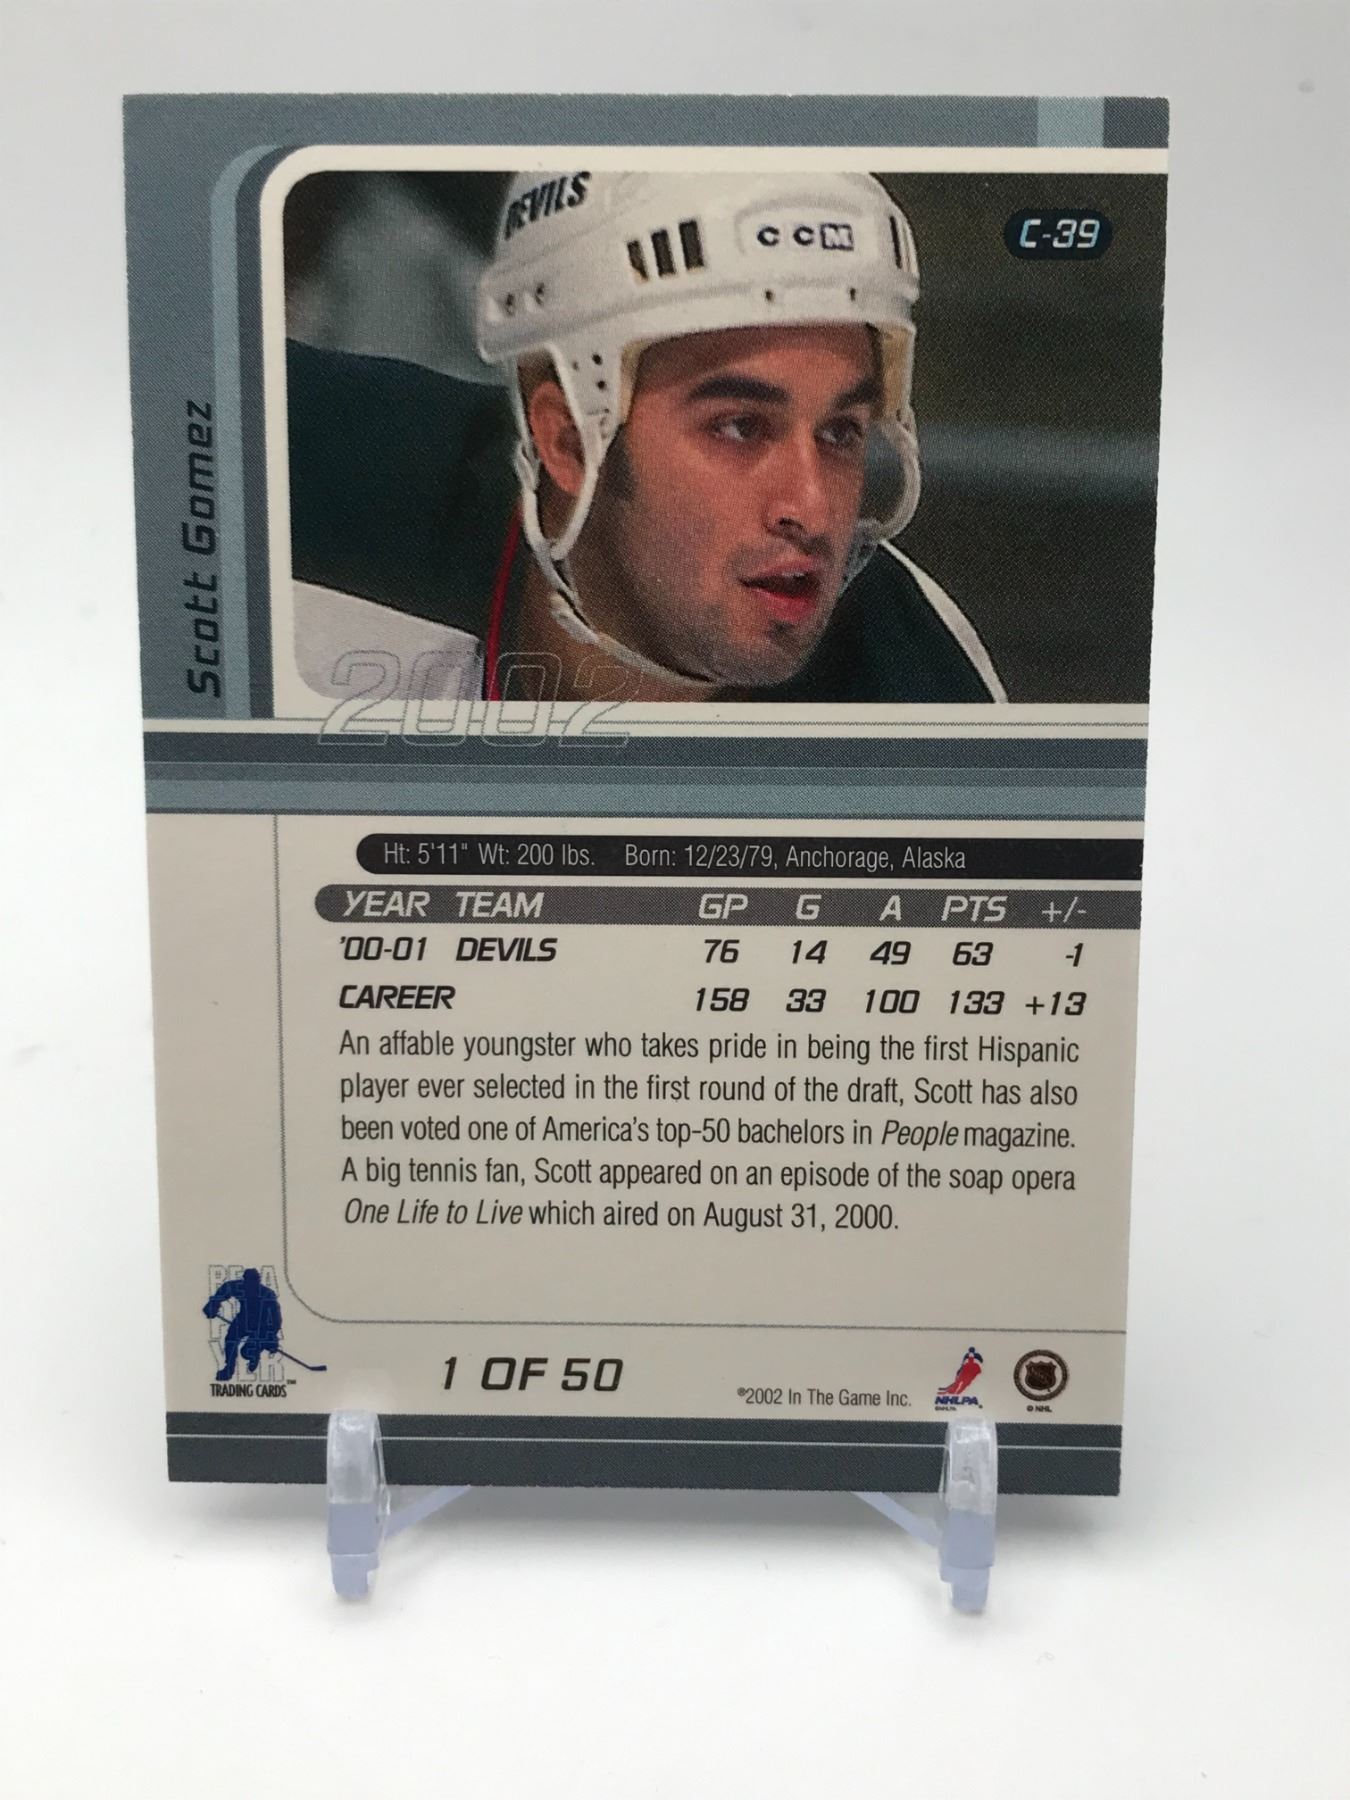 DEVILS
CCM
C-39
Scott Gomez
2002
Ht: 5'11" Wt: 200 lbs. Born: 12/23/79, Anchorage, Alaska
YEAR TEAM GP G A PTS +/-
'00-01 DEVILS 76 14 49 63 -1
CAREER 158 33 100 133 +13
An affable youngster who takes pride in being the first Hispanic
player ever selected in the first round of the draft, Scott has also
been voted one of America's top-50 bachelors in People magazine.
A big tennis fan, Scott appeared on an episode of the soap opera
One Life to Live which aired on August 31, 2000.
BE A
PLA
YER
TRADING CARDS™
1 OF 50
©2002 In The Game Inc.
NHLPA
© NHL